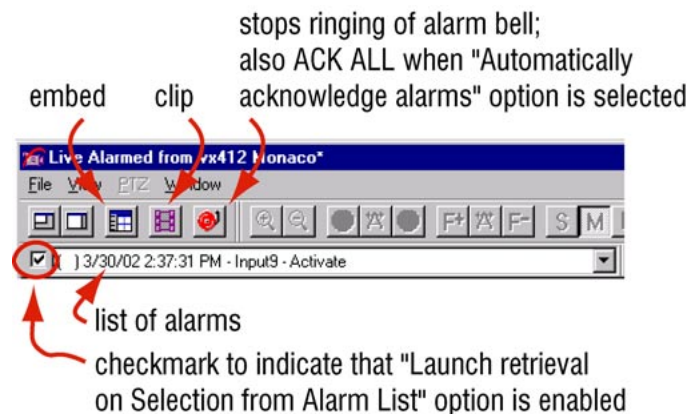 stops ringing of alarm bell;
also ACK ALL when "Automatically
embed clip acknowledge alarms" option is selected
Live Alarmed from vx412 Monaco*
File View PTZ Window
F+ F- S M
( ) 3/30/02 2:37:31 PM - Input9 - Activate
list of alarms
checkmark to indicate that "Launch retrieval
on Selection from Alarm List" option is enabled